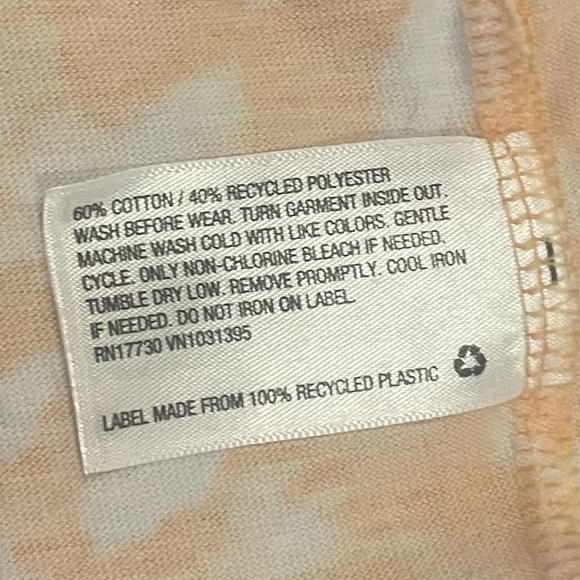 60% COTTON / 40% RECYCLED POLYESTER
WASH BEFORE WEAR. TURN GARMENT INSIDE OUT.
MACHINE WASH COLD WITH LIKE COLORS. GENTLE
CYCLE. ONLY NON-CHLORINE BLEACH IF NEEDED.
TUMBLE DRY LOW. REMOVE PROMPTLY. COOL IRON
IF NEEDED. DO NOT IRON ON LABEL.
RN17730 VN1031395
LABEL MADE FROM 100% RECYCLED PLASTIC